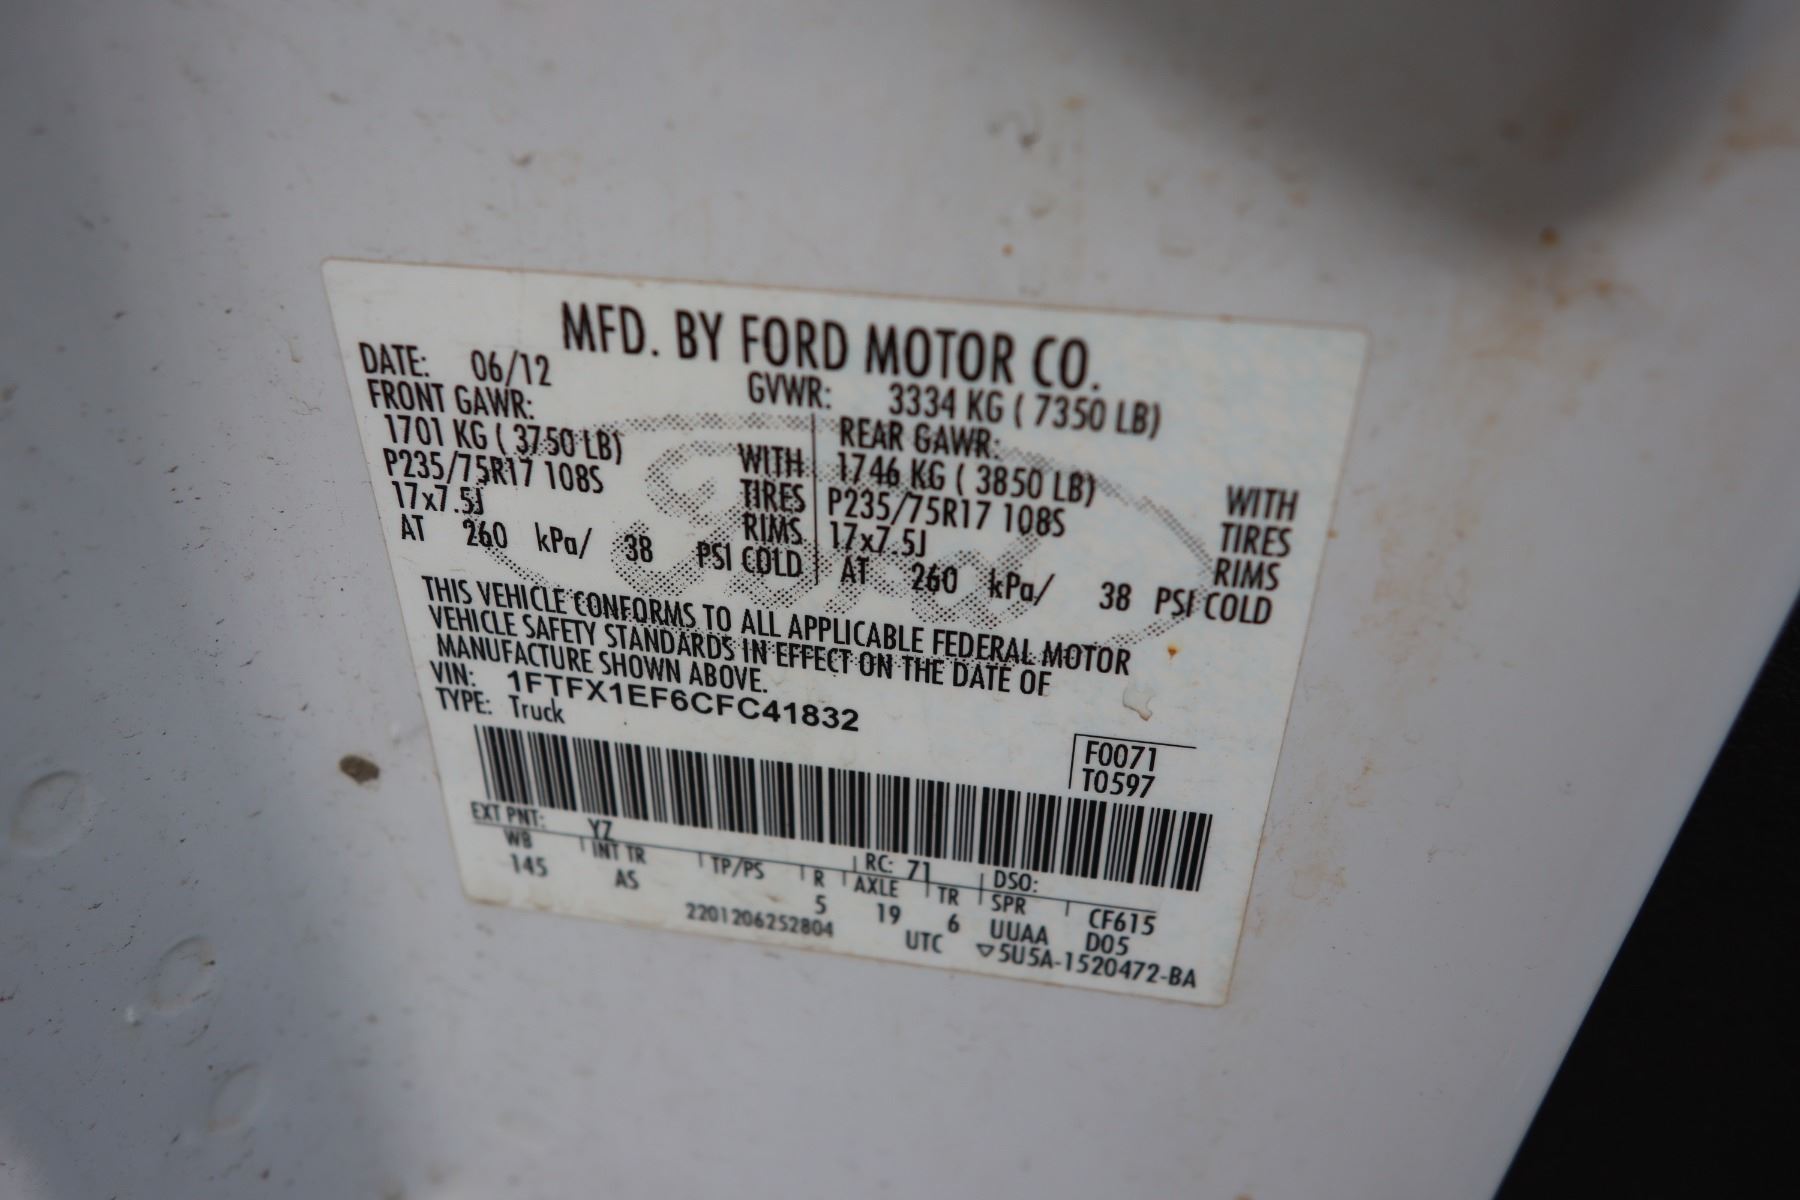 MFD. BY FORD MOTOR CO.
DATE: 06/12 GVWR: 3334 KG ( 7350 LB)
FRONT GAWR: REAR GAWR:
1701 KG ( 3750 LB) WITH 1746 KG ( 3850 LB) WITH
P235/75R17 108S TIRES P235/75R17 108S TIRES
17x7.5J RIMS 17x7.5J RIMS
AT 260 kPa/ 38 PSI COLD AT 260 kPa/ 38 PSI COLD
THIS VEHICLE CONFORMS TO ALL APPLICABLE FEDERAL MOTOR
VEHICLE SAFETY STANDARDS IN EFFECT ON THE DATE OF
MANUFACTURE SHOWN ABOVE.
VIN: 1FTFX1EF6CFC41832
TYPE: Truck
F0071
T0597
EXT PNT: YZ RC: 71 DSO:
WB INT TR TP/PS R AXLE TR SPR CF615
145 AS 5 19 6 UUAA D05
2201206252804 UTC ▽5U5A-1520472-BA
Ford